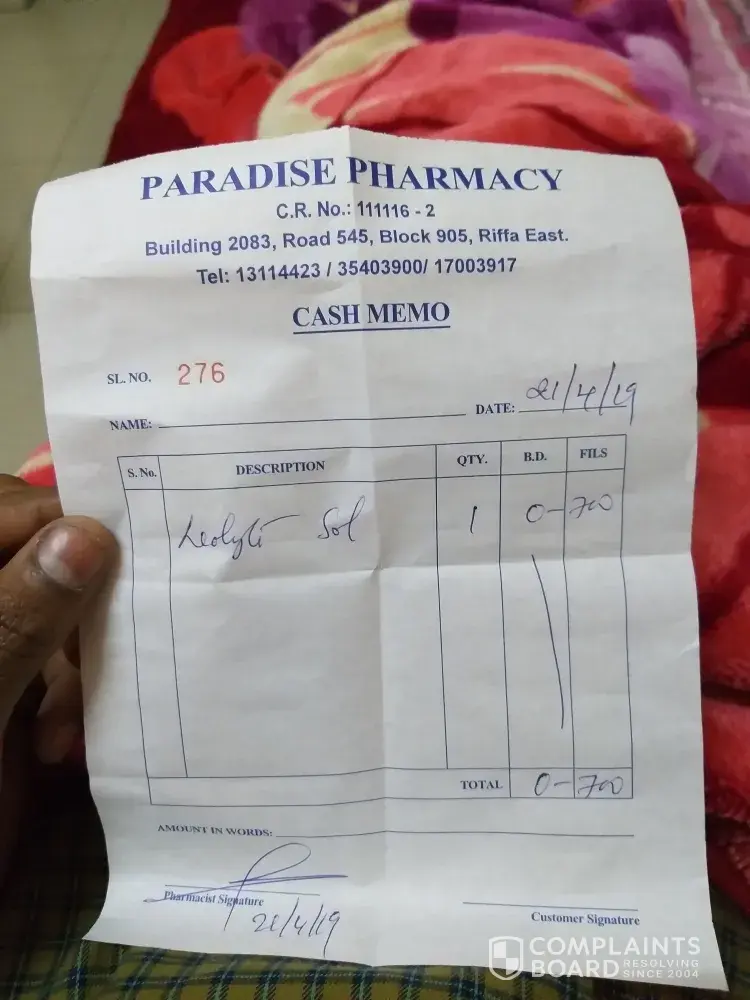 PARADISE PHARMACY
C.R. No.: 111116 - 2
Building 2083, Road 545, Block 905, Riffa East.
Tel: 13114423 / 35403900/ 17003917
CASH MEMO
SL. NO. 276
NAME: DATE: 21/4/19
S. No. DESCRIPTION QTY. B.D. FILS
Sol 1 0-700
TOTAL 0-700
AMOUNT IN WORDS:
Pharmacist Signature
21/4/19
Customer Signature
COMPLAINTS
BOARD RESOLVING SINCE 2004